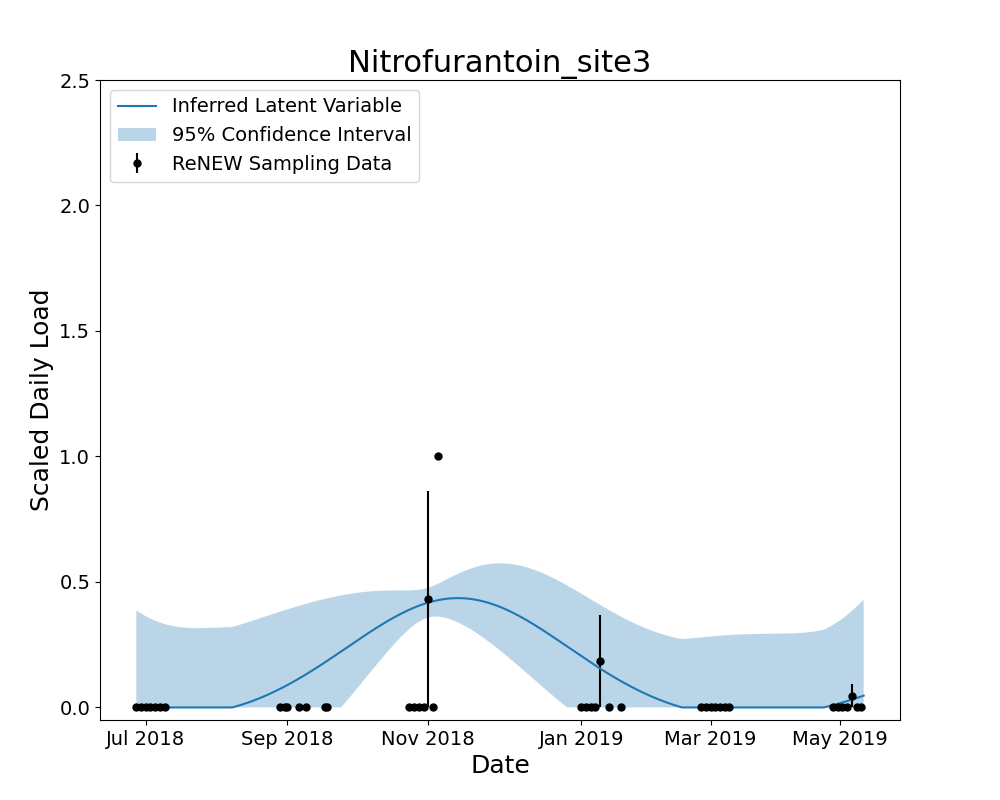 Nitrofurantoin_site3
2.5
2.0
1.5
1.0
0.5
0.0
Scaled Daily Load
Inferred Latent Variable
95% Confidence Interval
ReNEW Sampling Data
Jul 2018
Sep 2018
Nov 2018
Jan 2019
Mar 2019
May 2019
Date